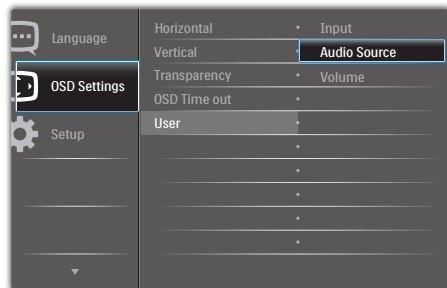 Language
OSD Settings
Setup
Horizontal
Vertical
Transparency
OSD Time out
User
Input
Audio Source
Volume